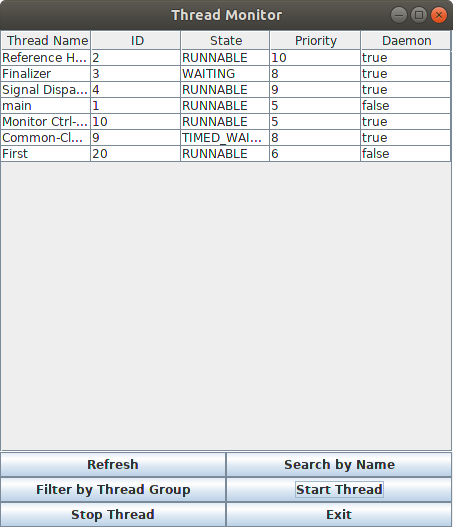 Thread Monitor
Thread Name ID State Priority Daemon
Reference H... 2 RUNNABLE 10 true
Finalizer 3 WAITING 8 true
Signal Dispa... 4 RUNNABLE 9 true
main 1 RUNNABLE 5 false
Monitor Ctrl-... 10 RUNNABLE 5 true
Common-Cl... 9 TIMED_WAI... 8 true
First 20 RUNNABLE 6 false
Refresh Search by Name
Filter by Thread Group Start Thread
Stop Thread Exit